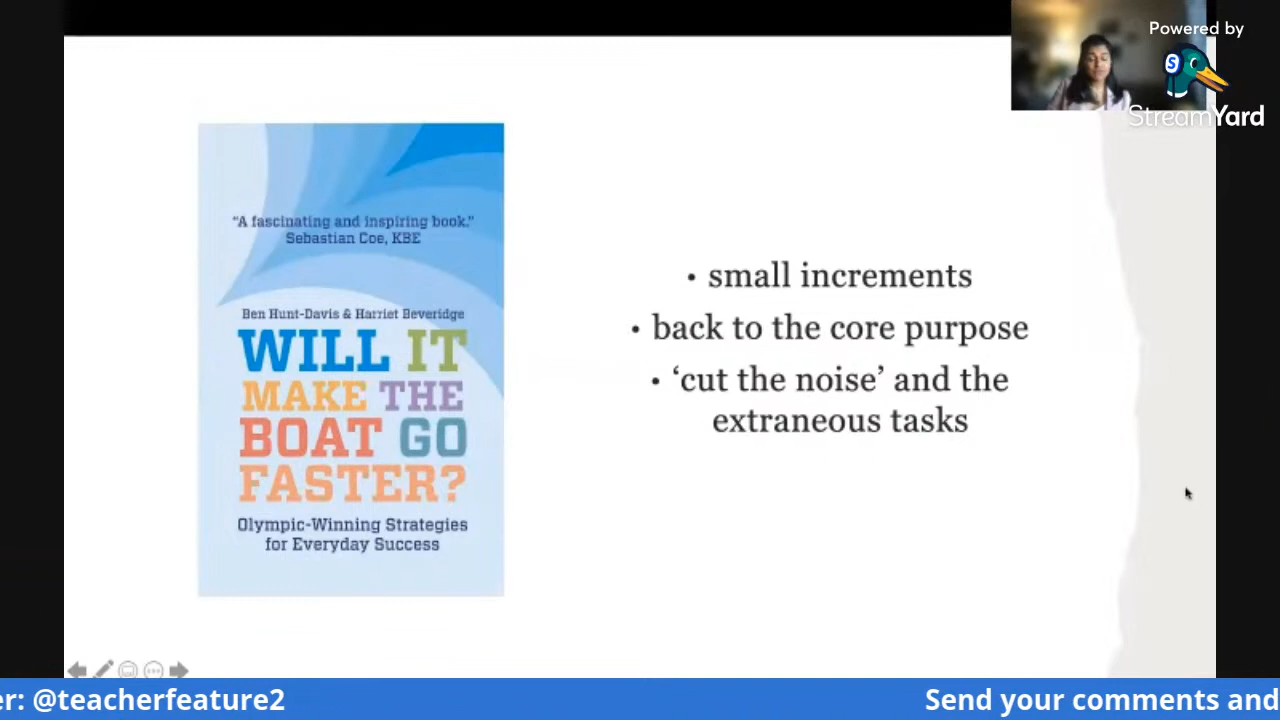 Powered by
S
StreamYard
"A fascinating and inspiring book."
Sebastian Coe, KBE
Ben Hunt-Davis & Harriet Beveridge
WILL IT
MAKE THE
BOAT GO
FASTER?
Olympic-Winning Strategies
for Everyday Success
• small increments
• back to the core purpose
• ‘cut the noise’ and the
extraneous tasks
er: @teacherfeature2
Send your comments and